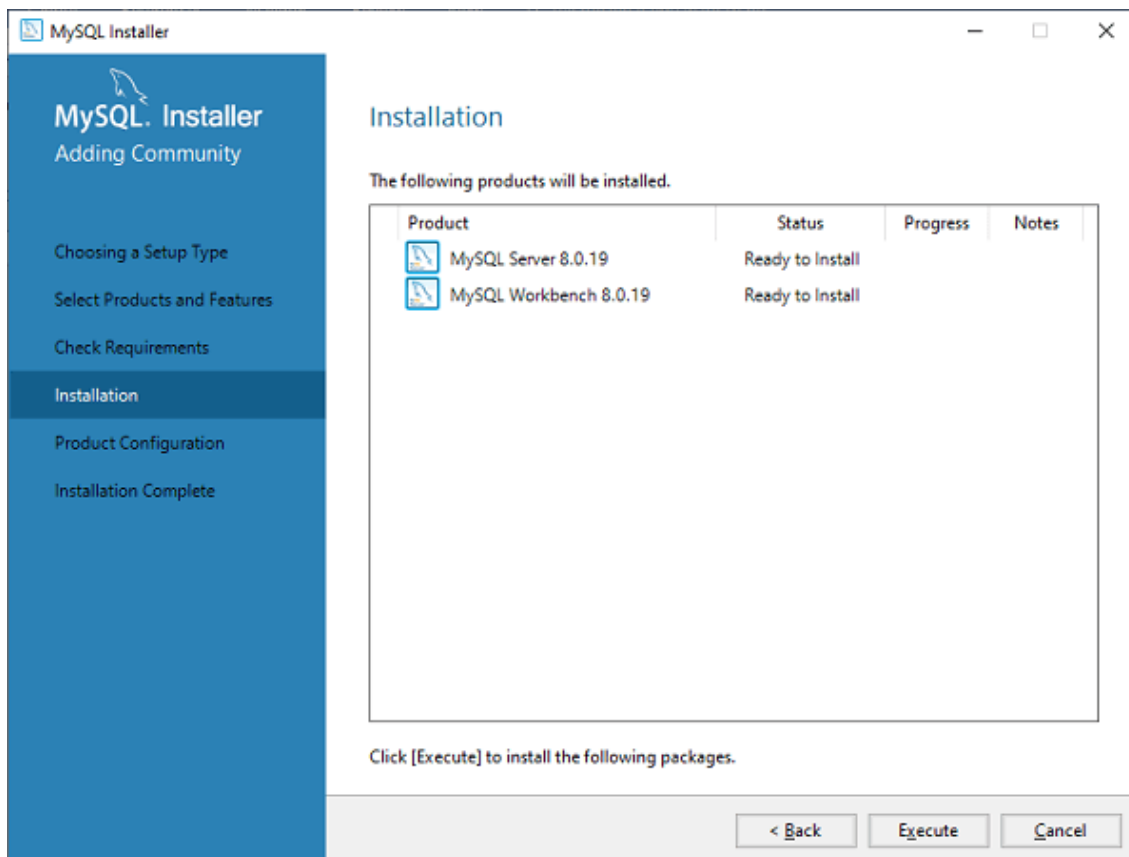 MySQL Installer
MySQL. Installer
Adding Community
Choosing a Setup Type
Select Products and Features
Check Requirements
Installation
Product Configuration
Installation Complete
Installation
The following products will be installed.
Product Status Progress Notes
MySQL Server 8.0.19 Ready to Install
MySQL Workbench 8.0.19 Ready to Install
Click [Execute] to install the following packages.
< Back Execute Cancel